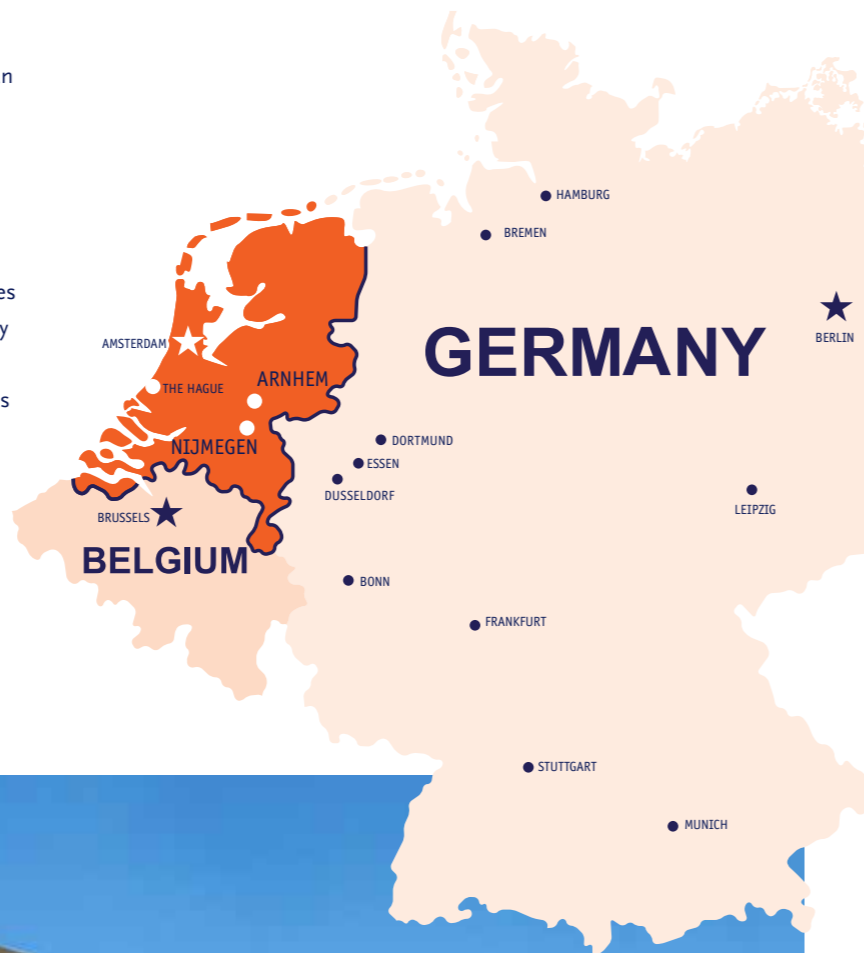 n
es
y
s
HAMBURG
BREMEN
BERLIN
GERMANY
AMSTERDAM
THE HAGUE
ARNHEM
NIJMEGEN
DORTMUND
ESSEN
DUSSELDORF
LEIPZIG
BRUSSELS
BELGIUM
BONN
FRANKFURT
STUTTGART
MUNICH